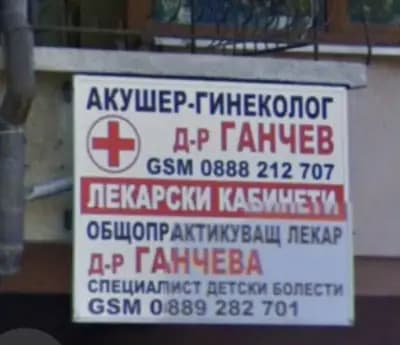 АКУШЕР-ГИНЕКОЛОГ
Д-Р ГАНЧЕВ
GSM 0888 212 707
ЛЕКАРСКИ КАБИНЕТИ
ОБЩОПРАКТИКУВАЩ ЛЕКАР
Д-Р ГАНЧЕВА
СПЕЦИАЛИСТ ДЕТСКИ БОЛЕСТИ
GSM 0889 282 701